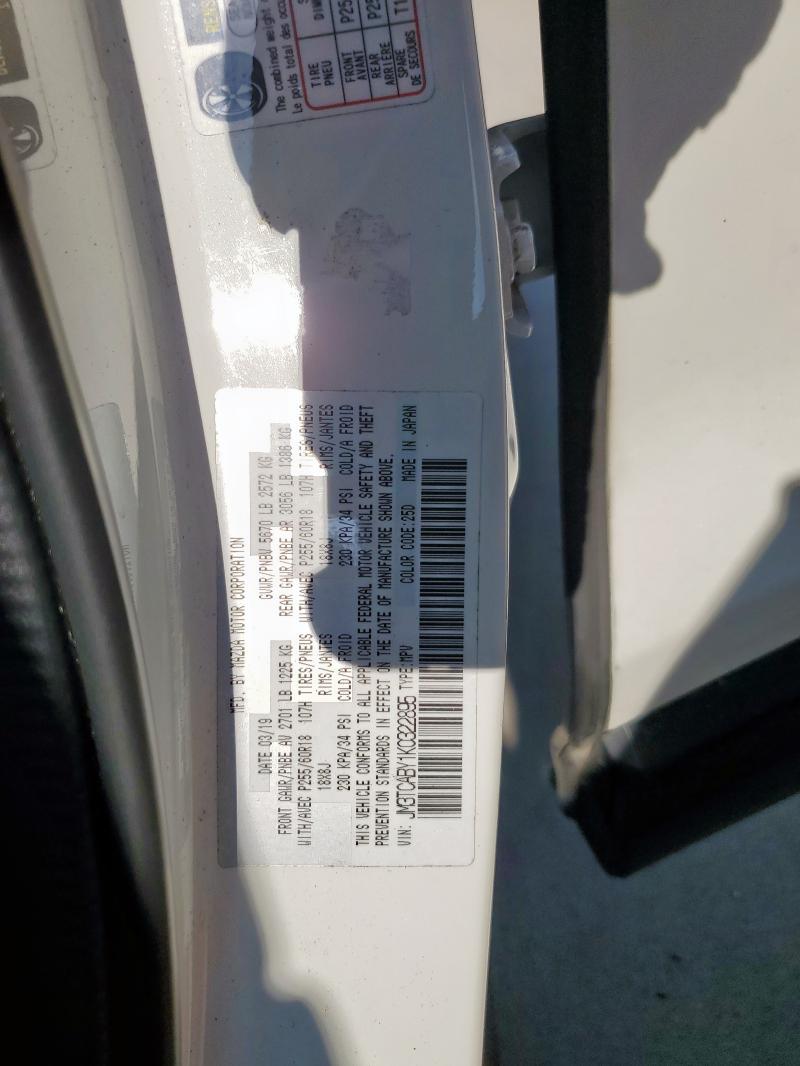 MFD. BY MAZDA MOTOR CORPORATION
DATE 03/19 GVWR/PNBV 5670 LB 2572 KG
FRONT GAWR/PNBE AV 2701 LB 1225 KG REAR GAWR/PNBE AR 3056 LB 1386 KG
WITH/AVEC P255/60R18 107H TIRES/PNEUS WITH/AVEC P255/60R18 107H TIRES/PNEUS
18X8J RIMS/JANTES 18X8J RIMS/JANTES
230 KPA/34 PSI COLD/A FROID 230 KPA/34 PSI COLD/A FROID
THIS VEHICLE CONFORMS TO ALL APPLICABLE FEDERAL MOTOR VEHICLE SAFETY AND THEFT
PREVENTION STANDARDS IN EFFECT ON THE DATE OF MANUFACTURE SHOWN ABOVE.
VIN: JM3TCABY1K0322895 TYPE:MPV COLOR CODE:25D MADE IN JAPAN
The combined weight
Le poids total des
TIRE
PNEU
FRONT
AVANT
REAR
ARRIÈRE
SPARE
DE SECOURS